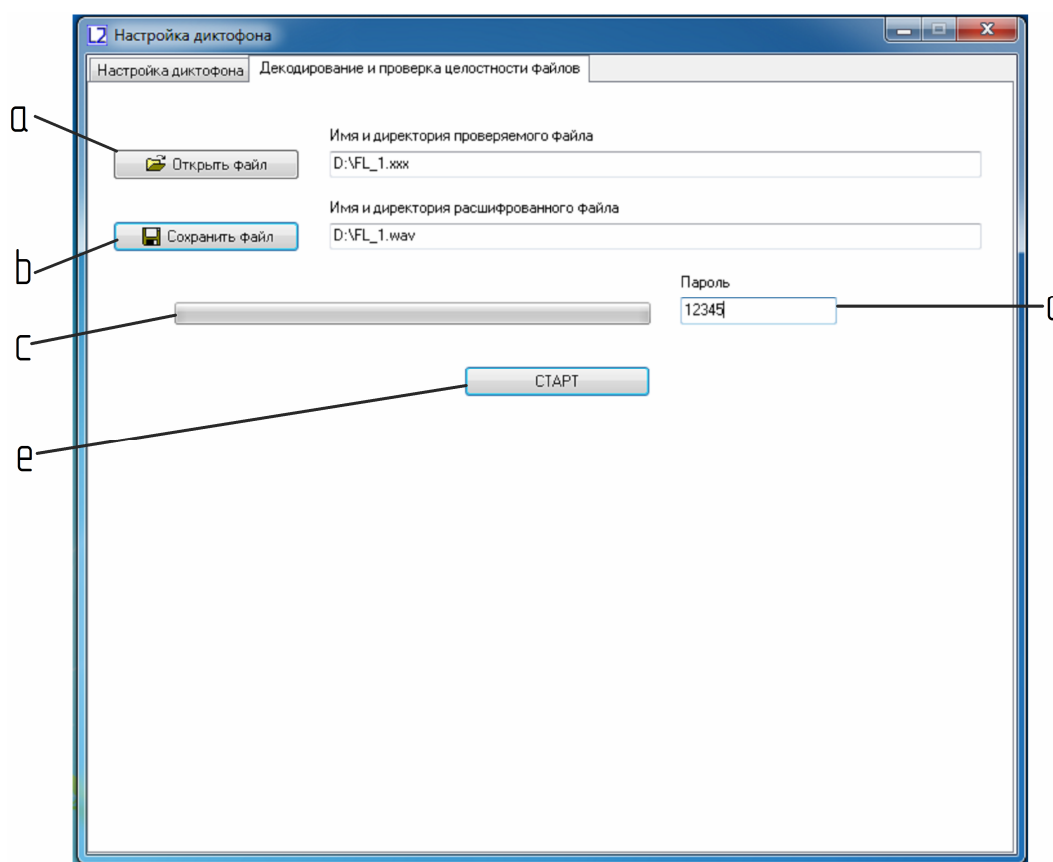 L2 Настройка диктофона
Настройка диктофона Декодирование и проверка целостности файлов
a
Имя и директория проверяемого файла
Открыть файл D:\FL_1.xxx
Имя и директория расшифрованного файла
Сохранить файл D:\FL_1.wav
b
Пароль
12345
c
СТАРТ
e